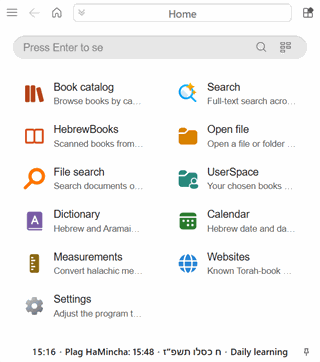 Home
Press Enter to se
Book catalog
Browse books by ca…
Search
Full-text search acro…
HebrewBooks
Scanned books from…
Open file
Open a file or folder …
File search
Search documents o…
UserSpace
Your chosen books …
Dictionary
Hebrew and Aramai…
Calendar
Hebrew date and da…
Measurements
Convert halachic me…
Websites
Known Torah-book …
Settings
Adjust the program t…
15:16 · Plag HaMincha: 15:48 · ח כסלו תשפ"ז · Daily learning